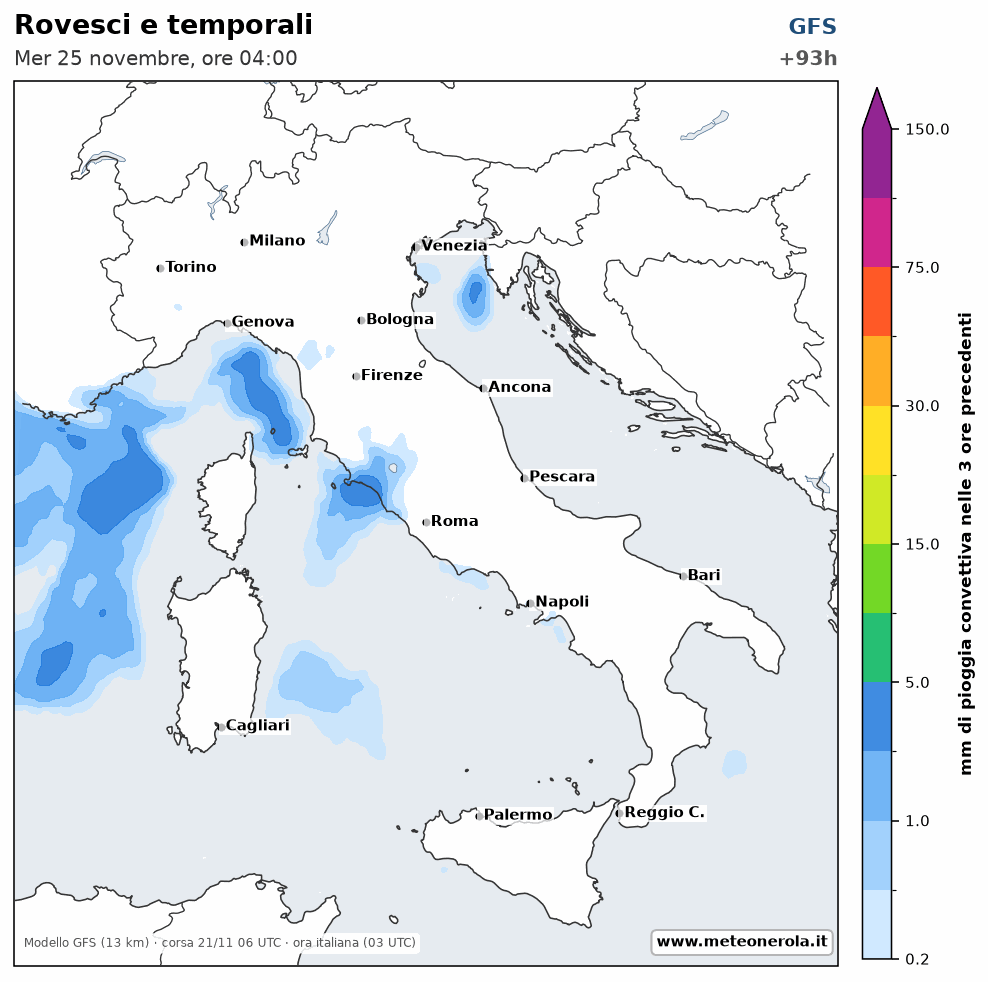 Rovesci e temporali
GFS
Mer 25 novembre, ore 04:00
+93h
150.0
75.0
30.0
15.0
5.0
1.0
0.2
mm di pioggia convettiva nelle 3 ore precedenti
Milano
Venezia
Torino
Genova
Bologna
Firenze
Ancona
Pescara
Roma
Bari
Napoli
Cagliari
Palermo
Reggio C.
Modello GFS (13 km) · corsa 21/11 06 UTC · ora italiana (03 UTC)
www.meteonerola.it